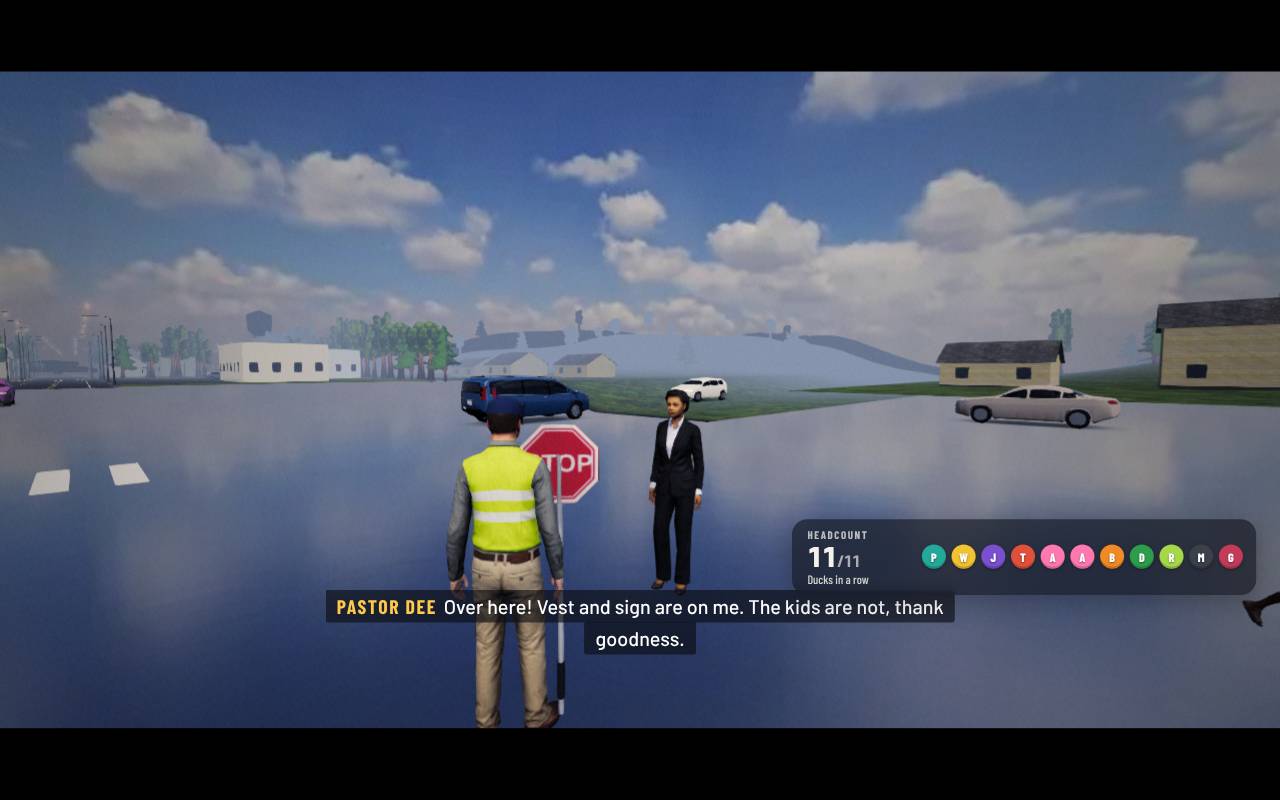 STOP
HEADCOUNT
11/11
Ducks in a row
P W J T A A B D R M G
PASTOR DEE Over here! Vest and sign are on me. The kids are not, thank
goodness.